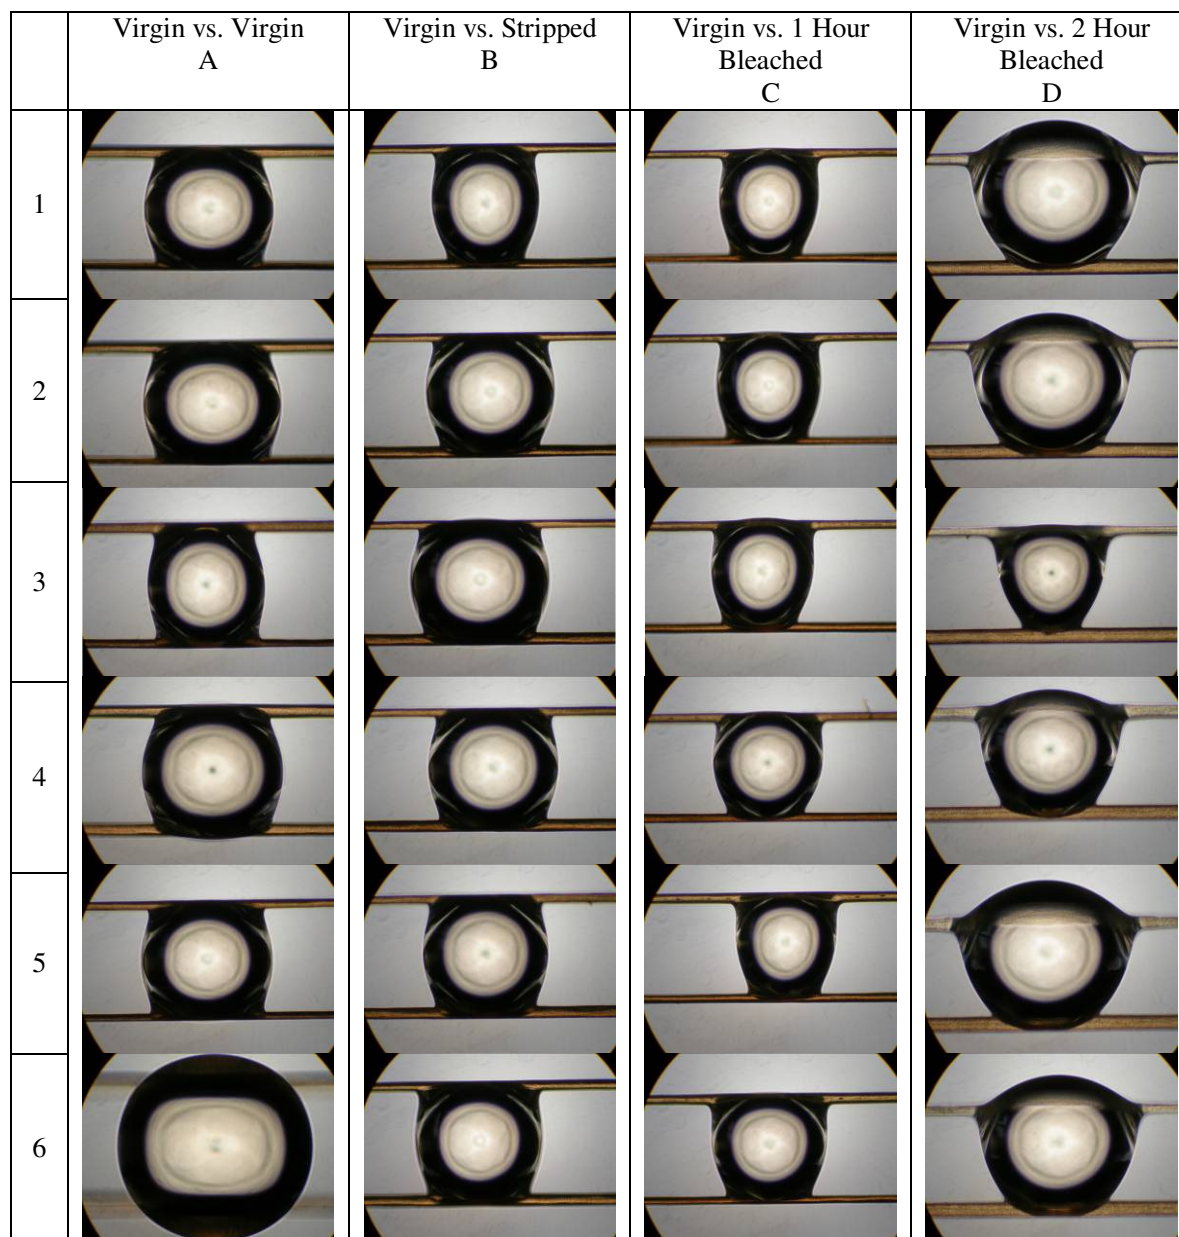 Virgin vs. Virgin
A
Virgin vs. Stripped
B
Virgin vs. 1 Hour
Bleached
C
Virgin vs. 2 Hour
Bleached
D
1
2
3
4
5
6